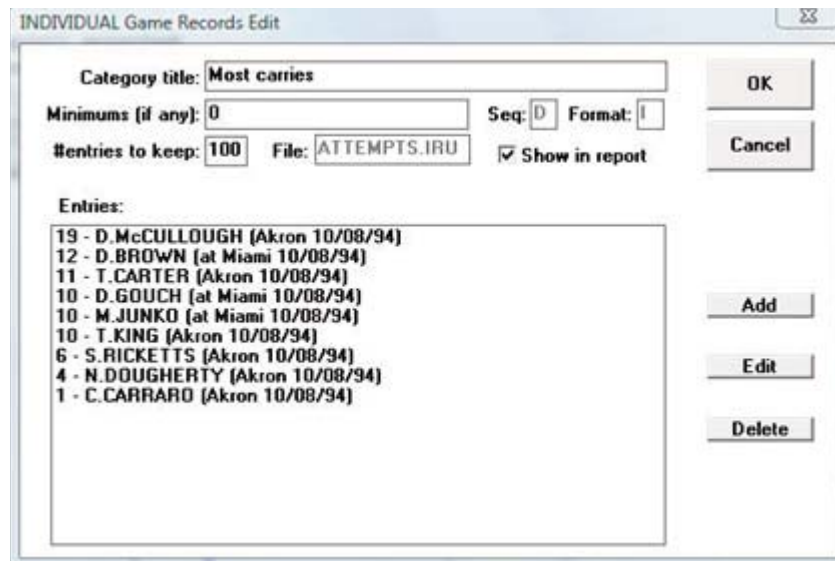 INDIVIDUAL Game Records Edit
Category title: Most carries
OK
Minimums (if any): 0 Seq: D Format: I
#entries to keep: 100 File: ATTEMPTS.IRU Show in report
Cancel
Entries:
19 - D.McCULLOUGH (Akron 10/08/94)
12 - D.BROWN (at Miami 10/08/94)
11 - T.CARTER (Akron 10/08/94)
10 - D.GOUCH (at Miami 10/08/94)
10 - M.JUNKO (at Miami 10/08/94)
10 - T.KING (Akron 10/08/94)
6 - S.RICKETTS (Akron 10/08/94)
4 - N.DOUGHERTY (Akron 10/08/94)
1 - C.CARRARO (Akron 10/08/94)
Add
Edit
Delete